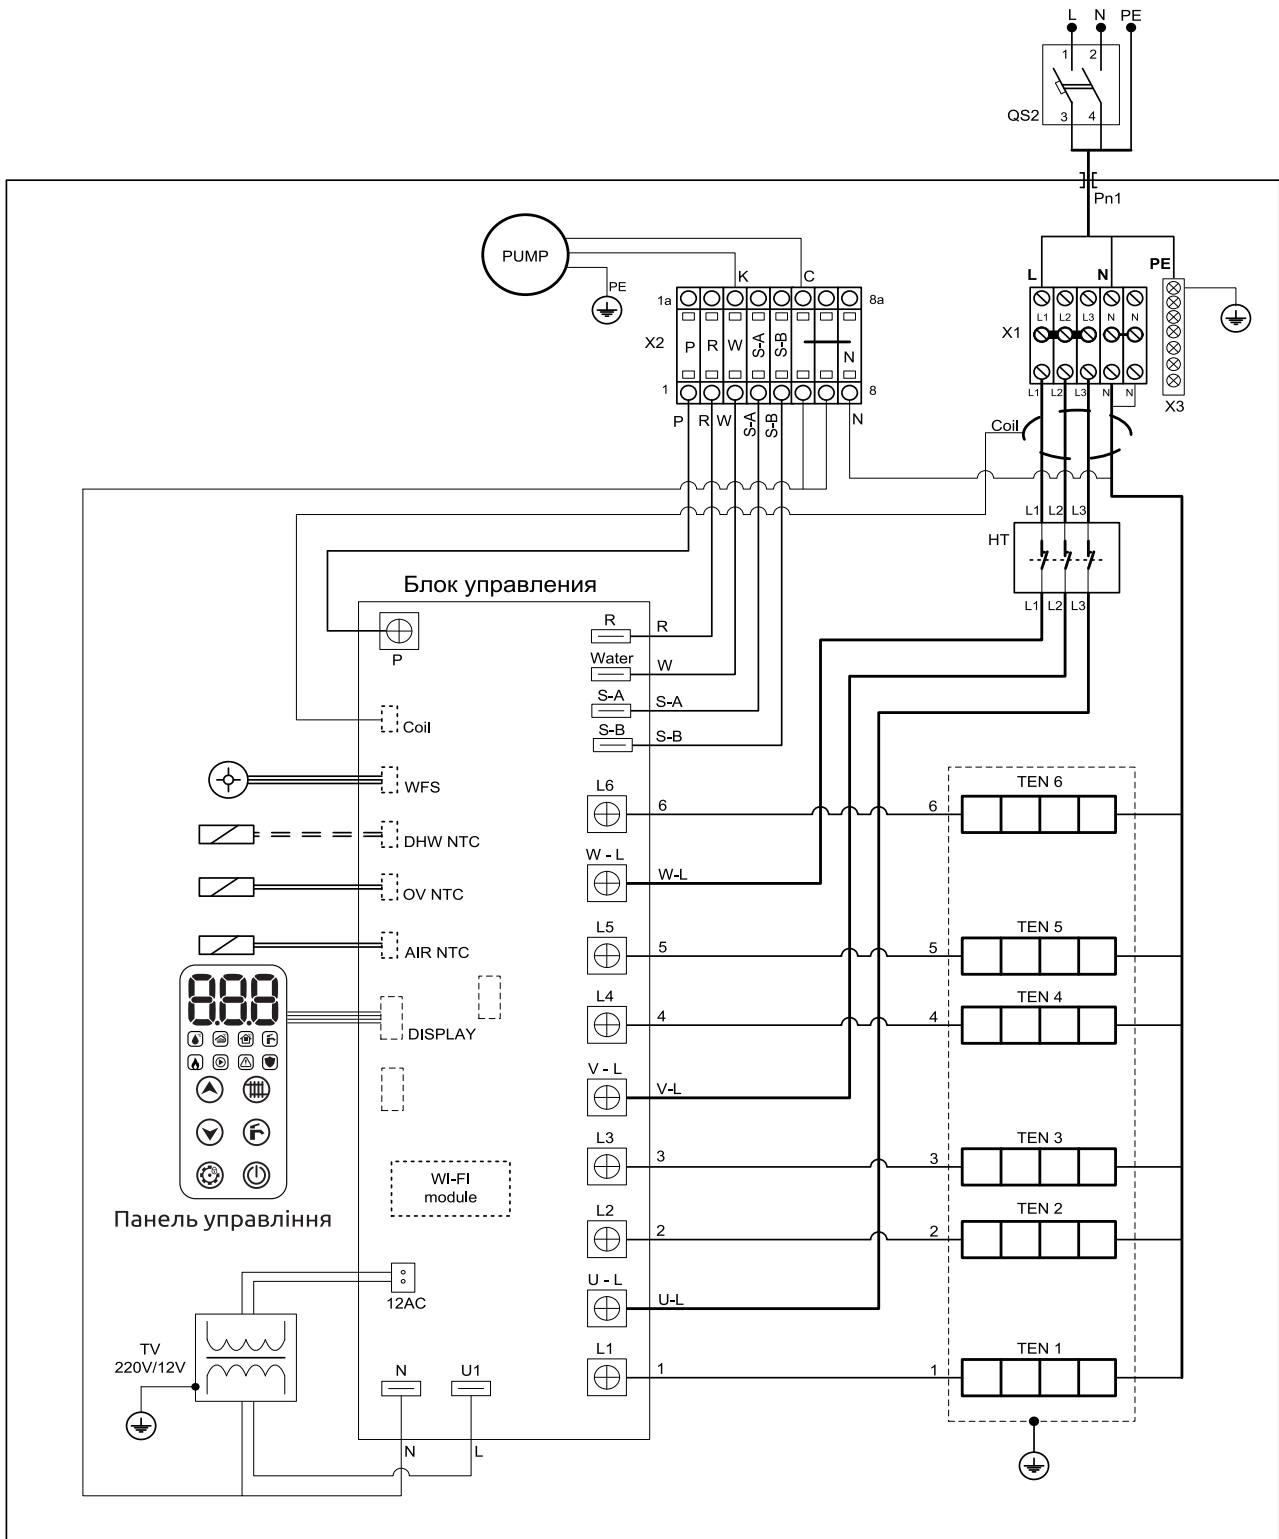 L N PE
1 2
QS2 3 4
Pn1
PUMP
PE
K C
1a 8a
X2 P R W S-A S-B N
1 8
P R W S-A S-B N
L N PE
L1 L2 L3 N N
X1
L1 L2 L3 N N
X3
Coil
L1 L2 L3
HT
L1 L2 L3
Блок управления
P
R R
Water W
S-A S-A
S-B S-B
Coil
WFS
DHW NTC
OV NTC
AIR NTC
DISPLAY
L6 6 6 TEN 6
W - L W-L
L5 5 5 TEN 5
L4 4 4 TEN 4
V - L V-L
L3 3 3 TEN 3
L2 2 2 TEN 2
U - L U-L
L1 1 1 TEN 1
8.8.8
WI-FI
module
Панель управління
12AC
TV
220V/12V
N U1
N L